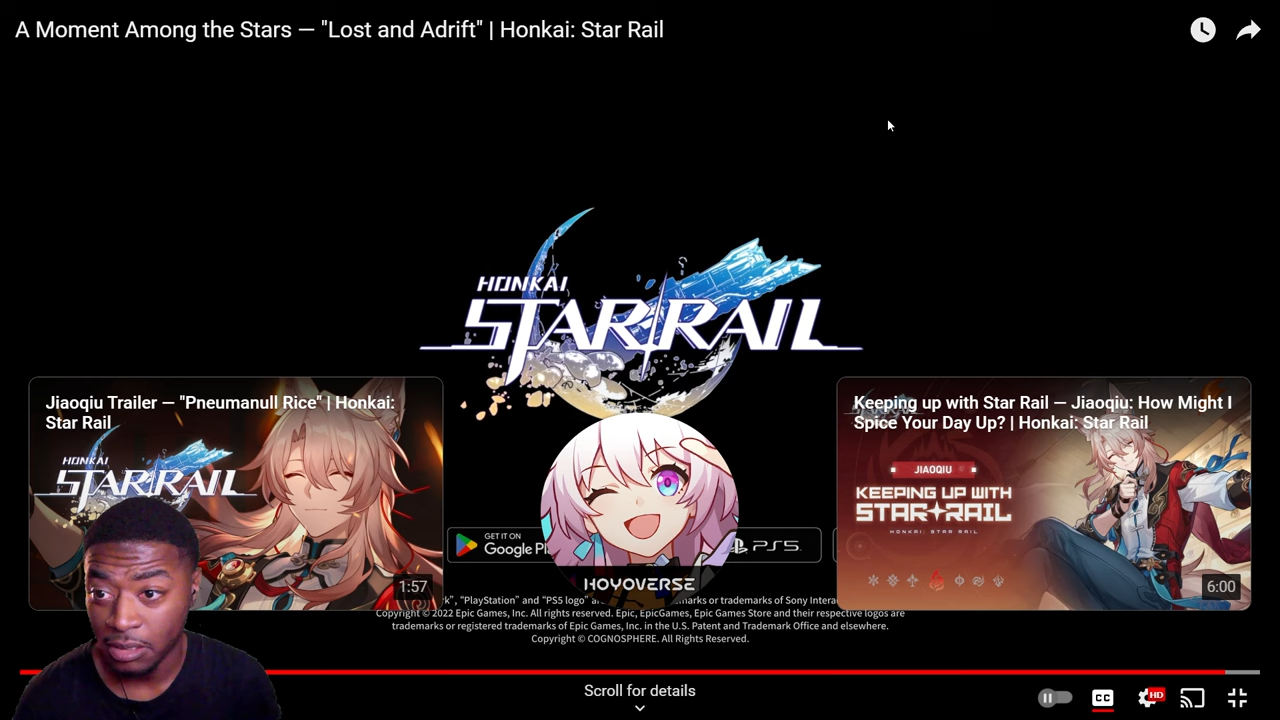 A Moment Among the Stars — "Lost and Adrift" | Honkai: Star Rail
HONKAI
STAR RAIL
Jiaoqiu Trailer — "Pneumanull Rice" | Honkai:
Star Rail
HONKAI
STAR RAIL
1:57
GET IT ON
Google
PS5
HOYOVERSE
Keeping up with Star Rail — Jiaoqiu: How Might I
Spice Your Day Up? | Honkai: Star Rail
JIAOQIU
KEEPING UP WITH
STAR RAIL
HONKAI: STAR RAIL
6:00
"PlayStation" and "PS5 logo" or trademarks of Sony
Copyright © 2022 Epic Games, Inc. All rights reserved. Epic, EpicGames, Epic Games Store and their respective logos are
trademarks or registered trademarks of Epic Games, Inc. in the U.S. Patent and Trademark Office and elsewhere.
Copyright © COGNOSPHERE. All Rights Reserved.
Scroll for details
CC
HD